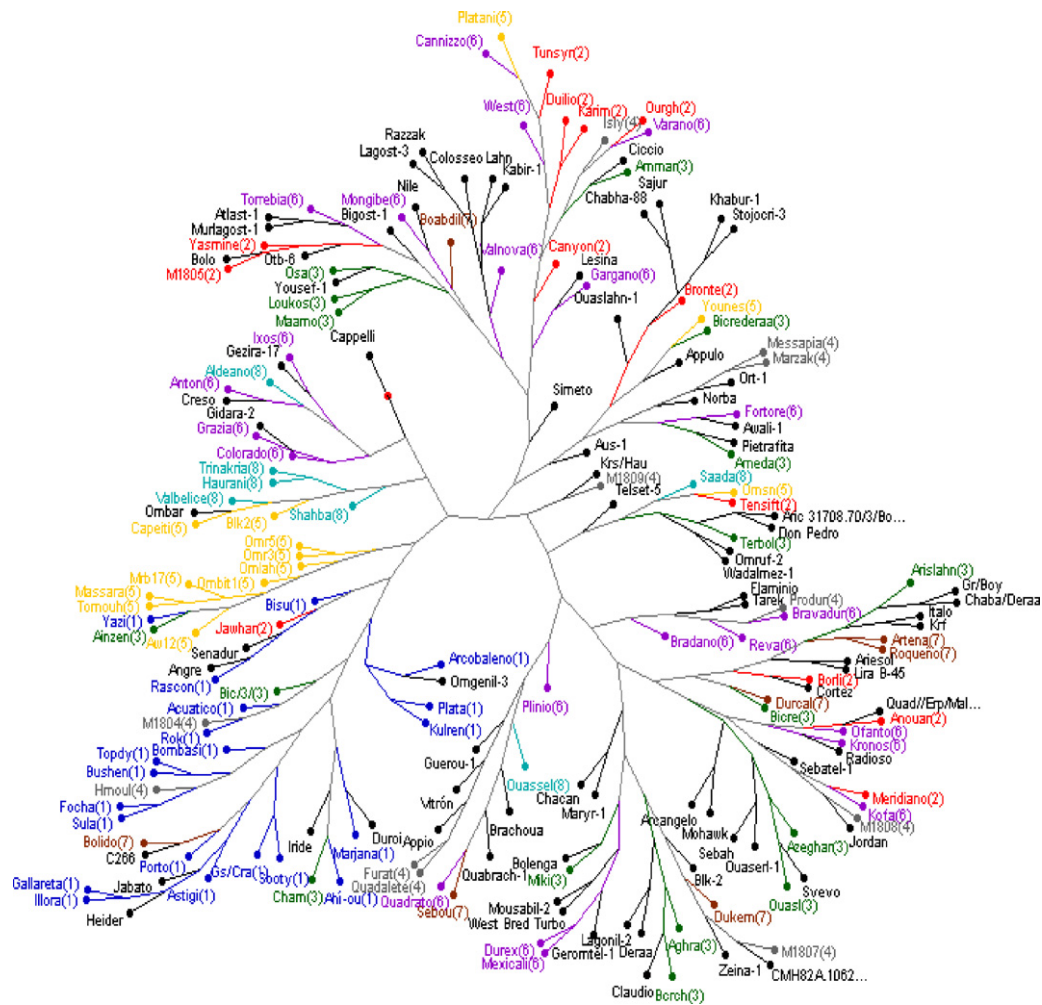 Platani(5)
Cannizzo(6)
Tunsyr(2)
West(6)
Duilio(2)
Karim(2)
Ourgh(2)
Isly(4)
Varano(6)
Razzak
Lagost-3
Colosseo Lahn
Kabir-1
Ciccio
Ammar(3)
Nile
Sajur
Chabha-88
Khabur-1
Stojocri-3
Torrebia(6)
Mongibe(6)
Atlast-1
Bigost-1
Murlagost-1
Boabdil(7)
Yasmine(2)
Valnova(6)
Canyon(2)
Lesina
Bolo
Otb-6
M1805(2)
Osa(3)
Gargano(6)
Yousef-1
Ouaslahn-1
Bronte(2)
Loukos(3)
Younes(5)
Maamo(3)
Bicrederaa(3)
Cappelli
Ixos(6)
Messapia(4)
Gezira-17
Appulo
Marzak(4)
Aldeano(8)
Ort-1
Anton(6)
Simeto
Norba
Creso
Gidara-2
Fortore(6)
Grazia(6)
Awali-1
Aus-1
Pietrafita
Colorado(6)
Krs/Hau
Ameda(3)
Trinakria(8)
M1809(4)
Saada(8)
Haurani(8)
Telset-5
Omsn(5)
Valbelice(8)
Tensift(2)
Ombar
Shahba(8)
Aric 31708.70/3/Bo...
Capeiti(5)
Blk2(5)
Don Pedro
Terbol(3)
Omr5(5)
Omruf-2
Omr3(5)
Wadalmez-1
Omlah(5)
Flaminio
Arislahn(3)
Mrb17(5)
Ombit1(5)
Produr(4)
Gr/Boy
Massara(5)
Tarek
Chaba/Deraa
Tomouh(5)
Bisu(1)
Bravadur(6)
Italo
Yazi(1)
Krf
Ainzen(3)
Jawhar(2)
Bradano(6)
Reva(6)
Artena(7)
Aw12(5)
Roqueño(7)
Senadur
Arcobaleno(1)
Ariesol
Angre
Lira B-45
Rascon(1)
Omgenil-3
Plinio(6)
Borli(2)
Bic/3/(3)
Cortez
Acuatico(1)
Plata(1)
Durcal(7)
Quad//Erp/Mal...
M1804(4)
Bicre(3)
Anouar(2)
Rok(1)
Kulren(1)
Ofanto(6)
Bombasi(1)
Kronos(6)
Topdy(1)
Guerou-1
Radioso
Bushen(1)
Ouassel(8)
Sebatel-1
Hmoul(4)
Chacan
Vitrón
Maryr-1
Meridiano(2)
Focha(1)
Kofa(6)
Sula(1)
Arcangelo
M1808(4)
Iride
Duroi
Appio
Brachoua
Mohawk
Azeghar(3)
Jordan
Bolido(7)
Marjana(1)
Sebah
C266
Porto(1)
Furat(4)
Bolenga
Quaserl-1
Gs/Cra(1)
Sooty(1)
Quadalete(4)
Quabrach-1
Miki(3)
Blk-2
Svevo
Gallareta(1)
Jabato
Cham(3)
Quadrato(6)
Ouasl(3)
Illora(1)
Astigi(1)
Ahi-ou(1)
Sebou(7)
Mousabil-2
Dukem(7)
Heider
West Bred Turbo
Lagonil-2
Durex(6)
Geromtel-1
Deraa
Aghra(3)
M1807(4)
Mexicali(6)
Zeina-1
CMH82A.1062...
Claudio
Bcrch(3)